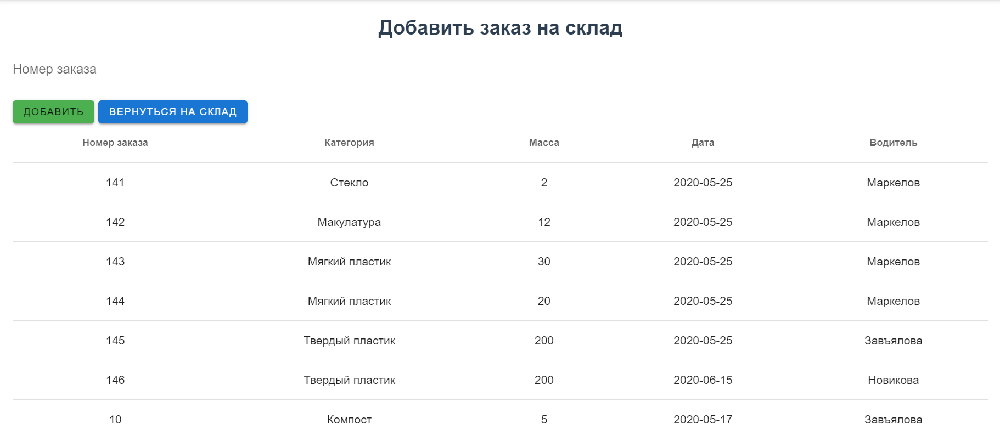 Добавить заказ на склад
Номер заказа
ДОБАВИТЬ ВЕРНУТЬСЯ НА СКЛАД
Номер заказа Категория Масса Дата Водитель
141 Стекло 2 2020-05-25 Маркелов
142 Макулатура 12 2020-05-25 Маркелов
143 Мягкий пластик 30 2020-05-25 Маркелов
144 Мягкий пластик 20 2020-05-25 Маркелов
145 Твердый пластик 200 2020-05-25 Завъялова
146 Твердый пластик 200 2020-06-15 Новикова
10 Компост 5 2020-05-17 Завъялова